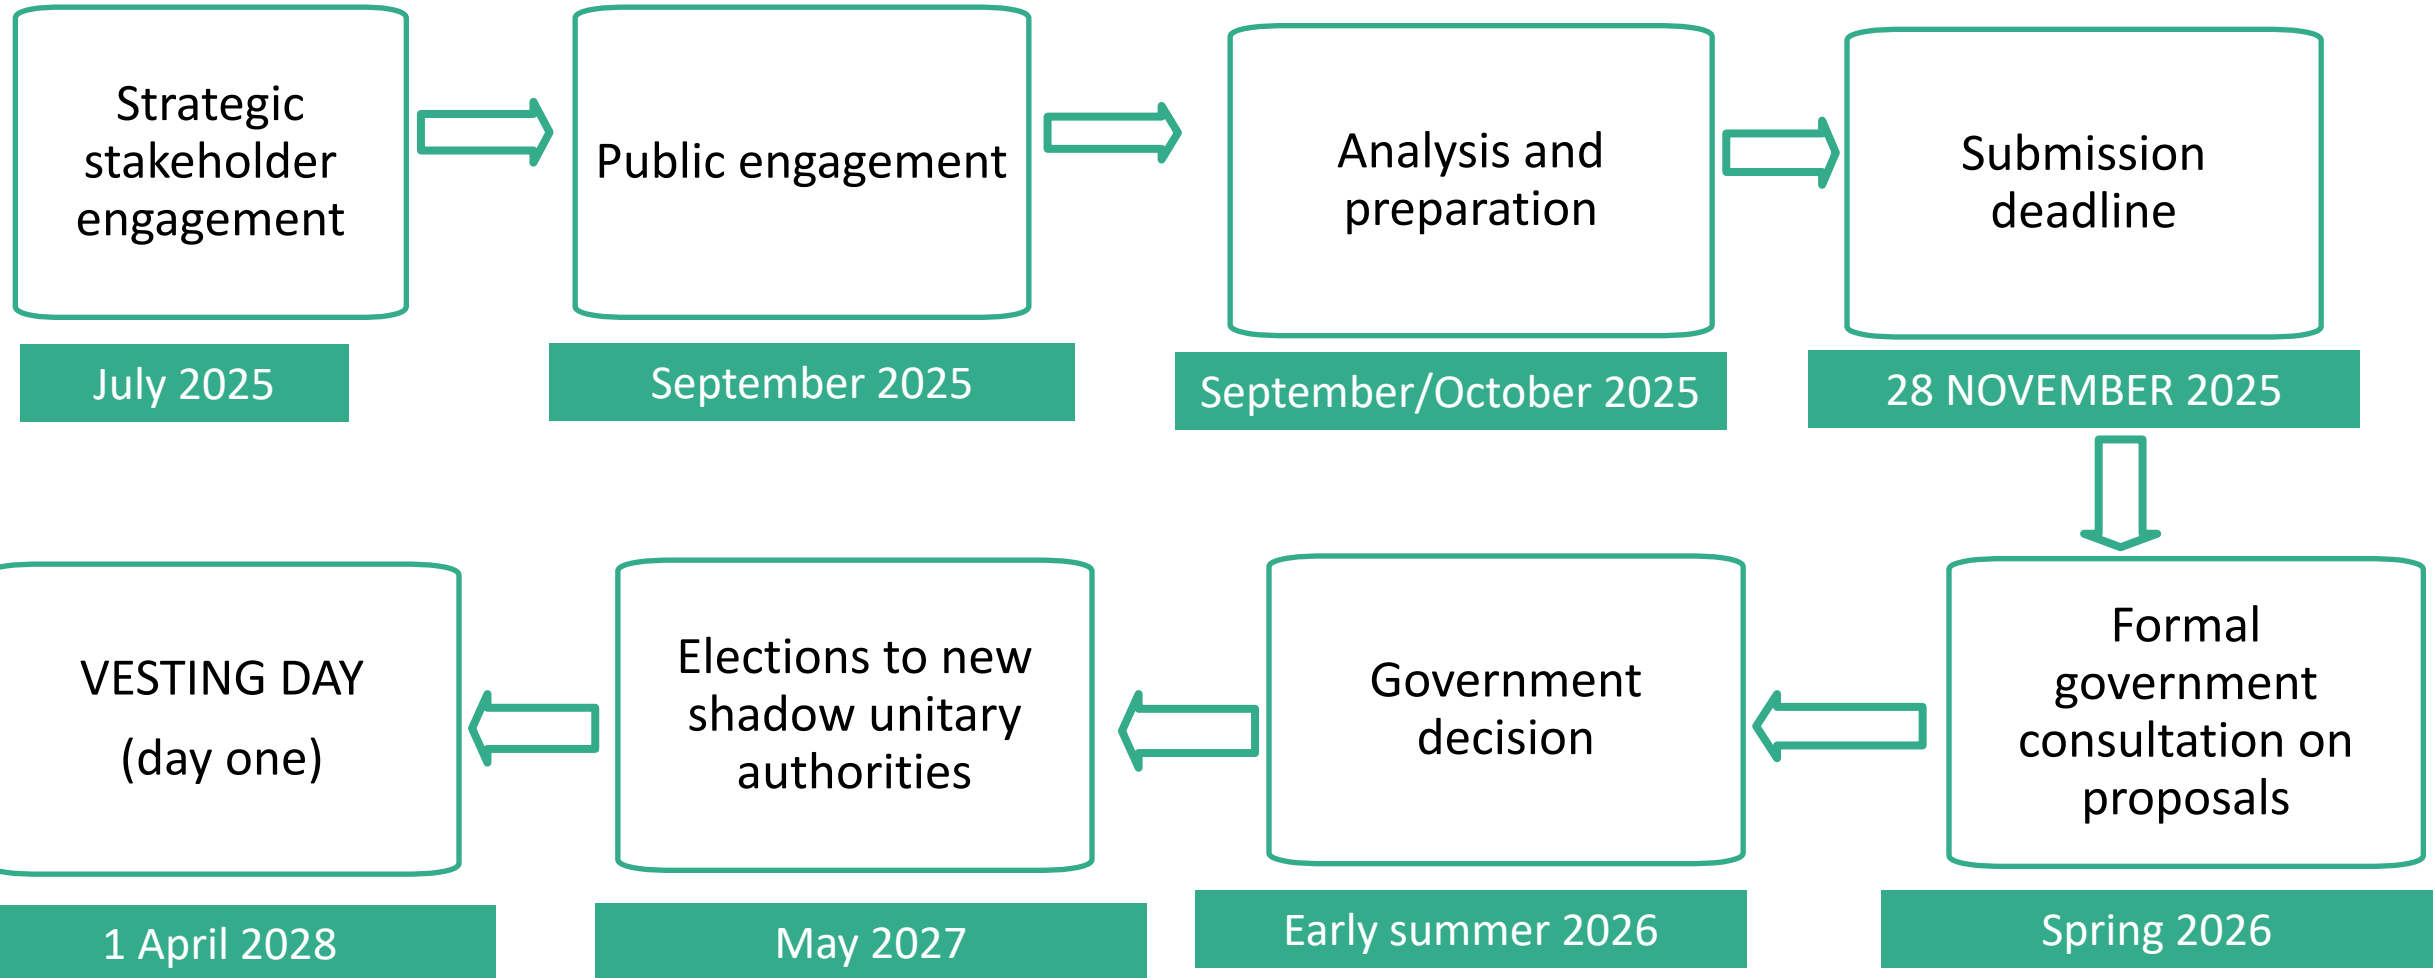 Strategic
stakeholder
engagement
July 2025
Public engagement
September 2025
Analysis and
preparation
September/October 2025
Submission
deadline
28 NOVEMBER 2025
Formal
government
consultation on
proposals
Spring 2026
Government
decision
Early summer 2026
Elections to new
shadow unitary
authorities
May 2027
VESTING DAY
(day one)
1 April 2028